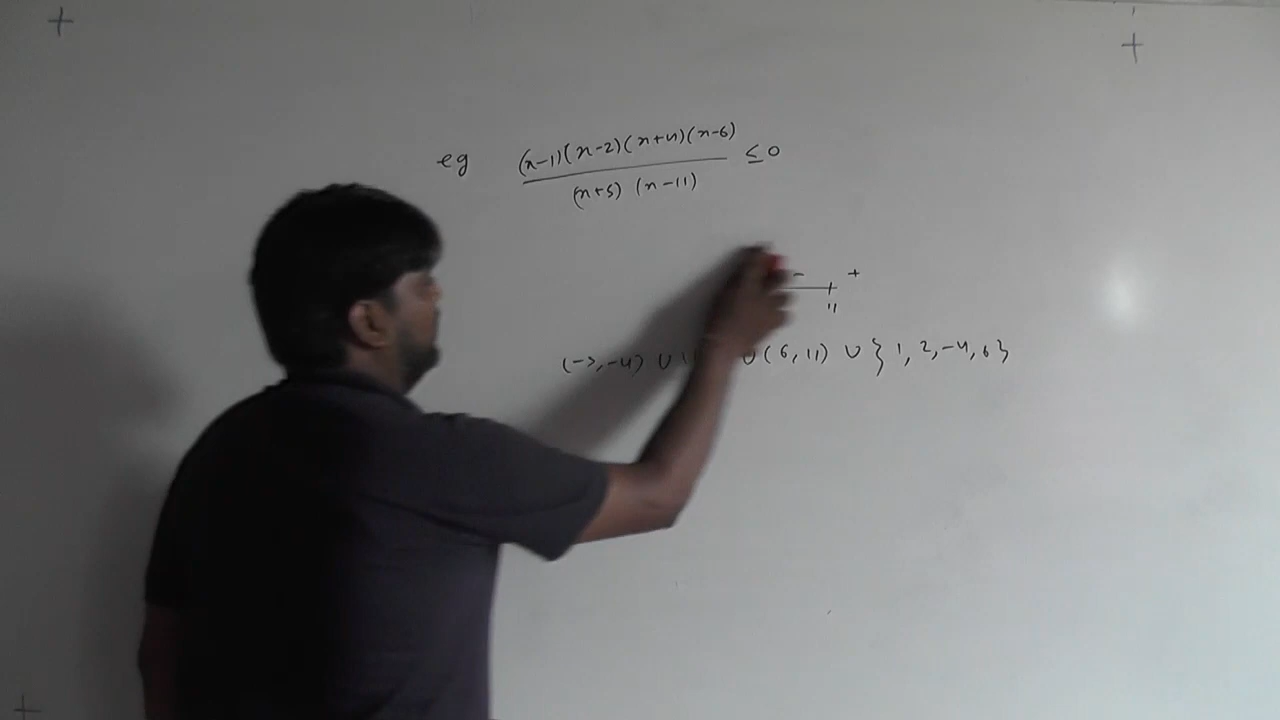 eg (x-1)(x-2)(x+4)(x-6) ≤ 0
(x+5) (x-11)
- +
11
(->, -4) ∪ ∪ (6, 11) ∪ { 1, 2, -4, 6 }